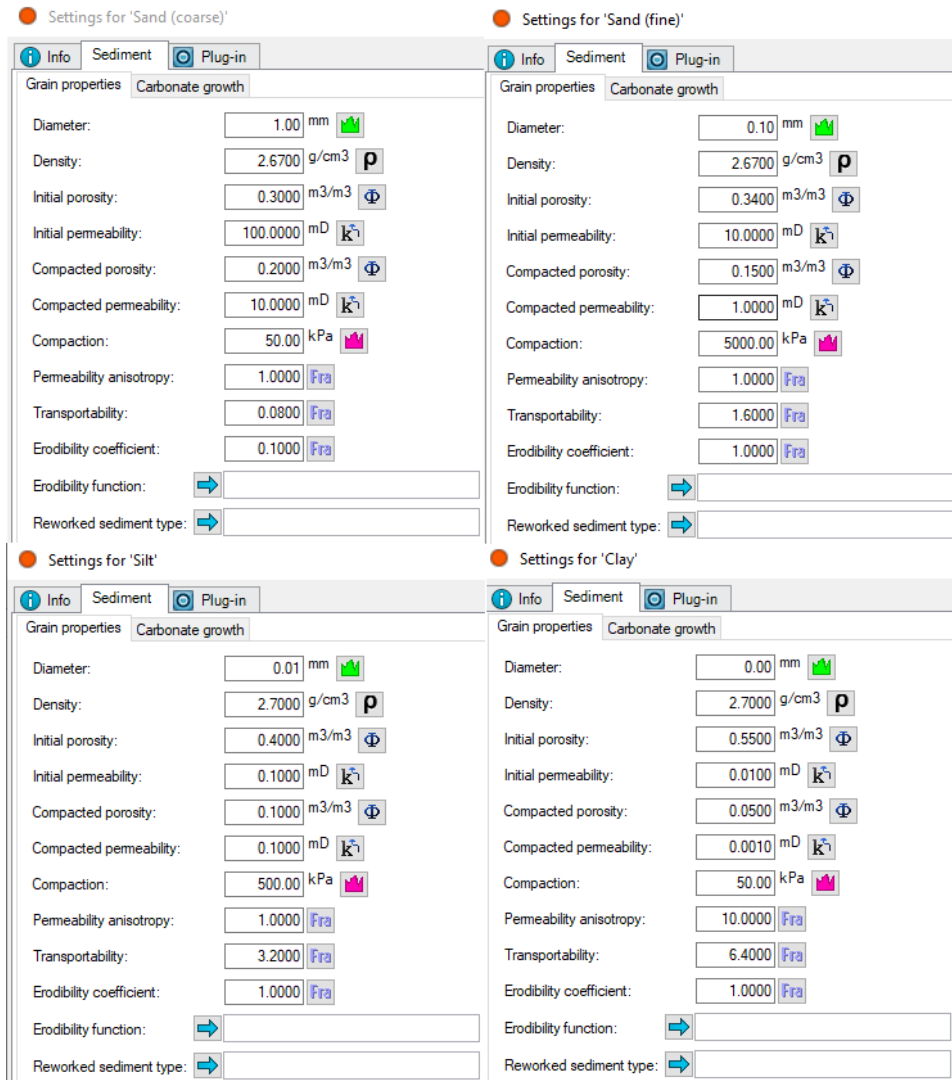 Settings for 'Sand (coarse)'
Info Sediment Plug-in
Grain properties Carbonate growth
Diameter: 1.00 mm
Density: 2.6700 g/cm3 ρ
Initial porosity: 0.3000 m3/m3 Φ
Initial permeability: 100.0000 mD k
Compacted porosity: 0.2000 m3/m3 Φ
Compacted permeability: 10.0000 mD k
Compaction: 50.00 kPa
Permeability anisotropy: 1.0000 Fra
Transportability: 0.0800 Fra
Erodibility coefficient: 0.1000 Fra
Erodibility function:
Reworked sediment type:
Settings for 'Sand (fine)'
Info Sediment Plug-in
Grain properties Carbonate growth
Diameter: 0.10 mm
Density: 2.6700 g/cm3 ρ
Initial porosity: 0.3400 m3/m3 Φ
Initial permeability: 10.0000 mD k
Compacted porosity: 0.1500 m3/m3 Φ
Compacted permeability: 1.0000 mD k
Compaction: 5000.00 kPa
Permeability anisotropy: 1.0000 Fra
Transportability: 1.6000 Fra
Erodibility coefficient: 1.0000 Fra
Erodibility function:
Reworked sediment type:
Settings for 'Silt'
Info Sediment Plug-in
Grain properties Carbonate growth
Diameter: 0.01 mm
Density: 2.7000 g/cm3 ρ
Initial porosity: 0.4000 m3/m3 Φ
Initial permeability: 0.1000 mD k
Compacted porosity: 0.1000 m3/m3 Φ
Compacted permeability: 0.1000 mD k
Compaction: 500.00 kPa
Permeability anisotropy: 1.0000 Fra
Transportability: 3.2000 Fra
Erodibility coefficient: 1.0000 Fra
Erodibility function:
Reworked sediment type:
Settings for 'Clay'
Info Sediment Plug-in
Grain properties Carbonate growth
Diameter: 0.00 mm
Density: 2.7000 g/cm3 ρ
Initial porosity: 0.5500 m3/m3 Φ
Initial permeability: 0.0100 mD k
Compacted porosity: 0.0500 m3/m3 Φ
Compacted permeability: 0.0010 mD k
Compaction: 50.00 kPa
Permeability anisotropy: 10.0000 Fra
Transportability: 6.4000 Fra
Erodibility coefficient: 1.0000 Fra
Erodibility function:
Reworked sediment type: